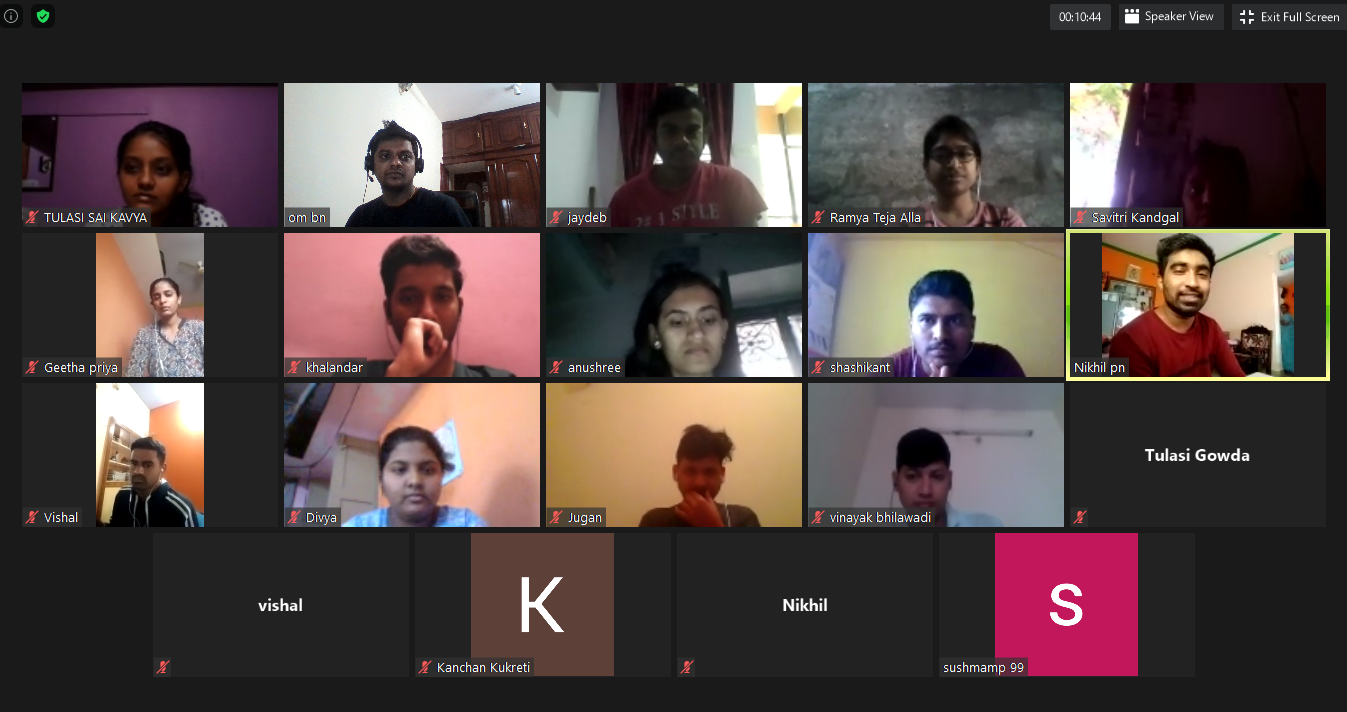 00:10:44
Speaker View
Exit Full Screen
TULASI SAI KAVYA
om bn
jaydeb
STYLE
Ramya Teja Alla
Savitri Kandgal
Geetha priya
khalandar
anushree
shashikant
Nikhil pn
Vishal
Divya
Jugan
vinayak bhilawadi
Tulasi Gowda
vishal
K
Kanchan Kukreti
Nikhil
S
sushmamp 99